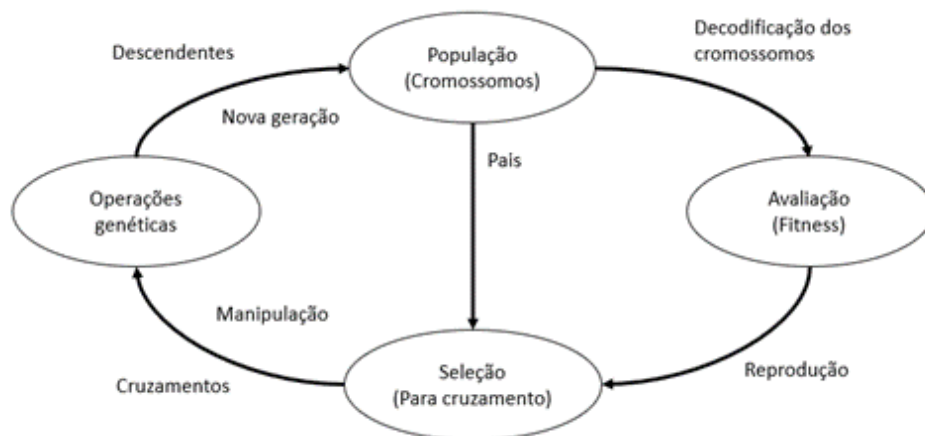 Descendentes
População
(Cromossomos)
Decodificação dos
cromossomos
Nova geração
Pais
Operações
genéticas
Avaliação
(Fitness)
Manipulação
Cruzamentos
Seleção
(Para cruzamento)
Reprodução